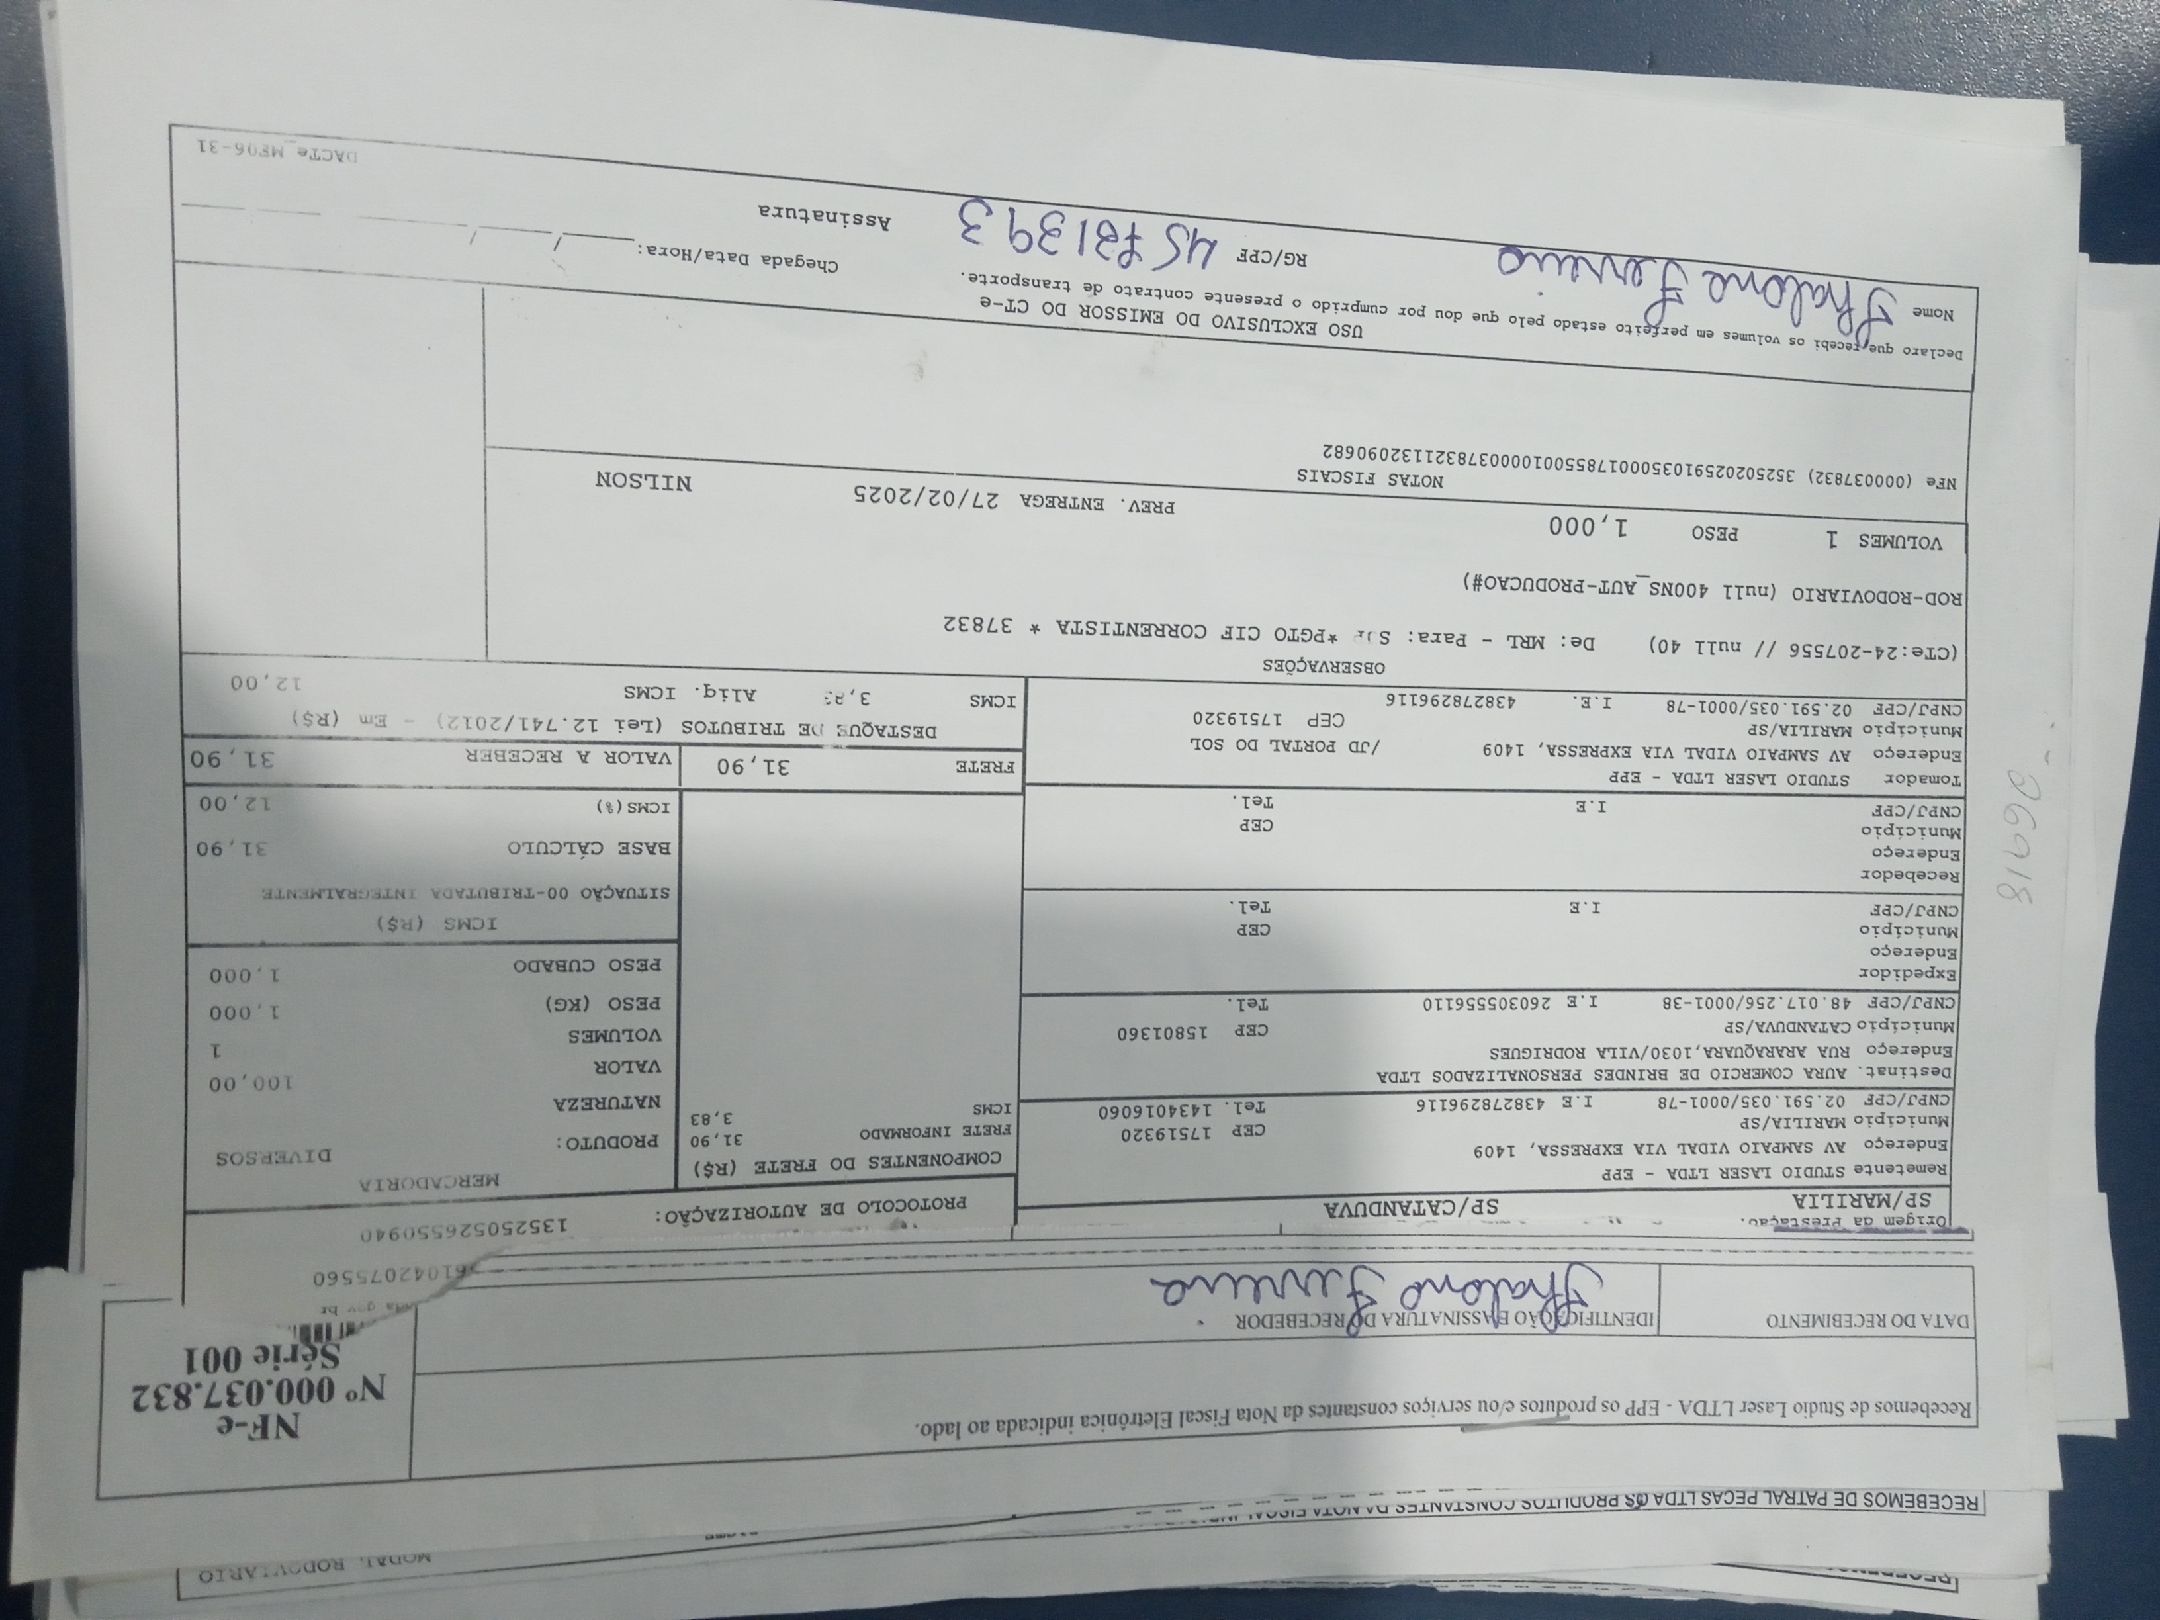 MODAL RODOVIARIO
RECEBEMOS DE PATRAL PECAS LTDA OS PRODUTOS CONSTANTES DA NOTA FISCAL
Recebemos de Studio Laser LTDA - EPP os produtos e/ou serviços constantes da Nota Fiscal Eletrônica indicada ao lado.
NF-e
Nº 000.037.832
Série 001
DATA DO RECEBIMENTO
IDENTIFICAÇÃO E ASSINATURA DO RECEBEDOR
61042075560
Origem da Prestação.
SP/MARILIA SP/CATANDUVA
PROTOCOLO DE AUTORIZAÇÃO: 135250526550940
Remetente STUDIO LASER LTDA - EPP
Endereço AV SAMPAIO VIDAL VIA EXPRESSA, 1409
Município MARILIA/SP CEP 17519320
CNPJ/CPF 02.591.035/0001-78 I.E 438278296116 Tel. 1434016060
Destinat. AURA COMERCIO DE BRINDES PERSONALIZADOS LTDA
Endereço RUA ARARAQUARA,1030/VILA RODRIGUES
Município CATANDUVA/SP CEP 15801360
CNPJ/CPF 48.017.256/0001-38 I.E 260305556110 Tel.
Expedidor
Endereço
Município CEP
CNPJ/CPF I.E Tel.
Recebedor
Endereço
Município CEP
CNPJ/CPF I.E Tel.
Tomador STUDIO LASER LTDA - EPP
Endereço AV SAMPAIO VIDAL VIA EXPRESSA, 1409 /JD PORTAL DO SOL
Município MARILIA/SP CEP 17519320
CNPJ/CPF 02.591.035/0001-78 I.E. 438278296116
COMPONENTES DO FRETE (R$)
FRETE INFORMADO 31,90
ICMS 3,83
MERCADORIA
PRODUTO: DIVERSOS
NATUREZA
VALOR 100,00
VOLUMES 1
PESO (KG) 1,000
PESO CUBADO 1,000
ICMS (R$)
SITUAÇÃO 00-TRIBUTADA INTEGRALMENTE
BASE CÁLCULO 31,90
ICMS(%) 12,00
FRETE 31,90 VALOR A RECEBER 31,90
DESTAQUE DE TRIBUTOS (Lei 12.741/2012) - Em (R$)
ICMS 3,83 Aliq. ICMS 12,00
OBSERVAÇÕES
(CTe:24-207556 // null 40) De: MRL - Para: *PGTO CIF CORRENTISTA * 37832
ROD-RODOVIARIO (null 400NS_AUT-PRODUCAO#)
VOLUMES 1 PESO 1,000 PREV. ENTREGA 27/02/2025 NILSON
NOTAS FISCAIS
NFe (000037832) 35250202591035000178550010000378321132090682
USO EXCLUSIVO DO EMISSOR DO CT-e
Declaro que recebi os volumes em perfeito estado pelo que dou por cumprido o presente contrato de transporte.
Nome RG/CPF Assinatura Chegada Data/Hora:
DACTe_MF06-31